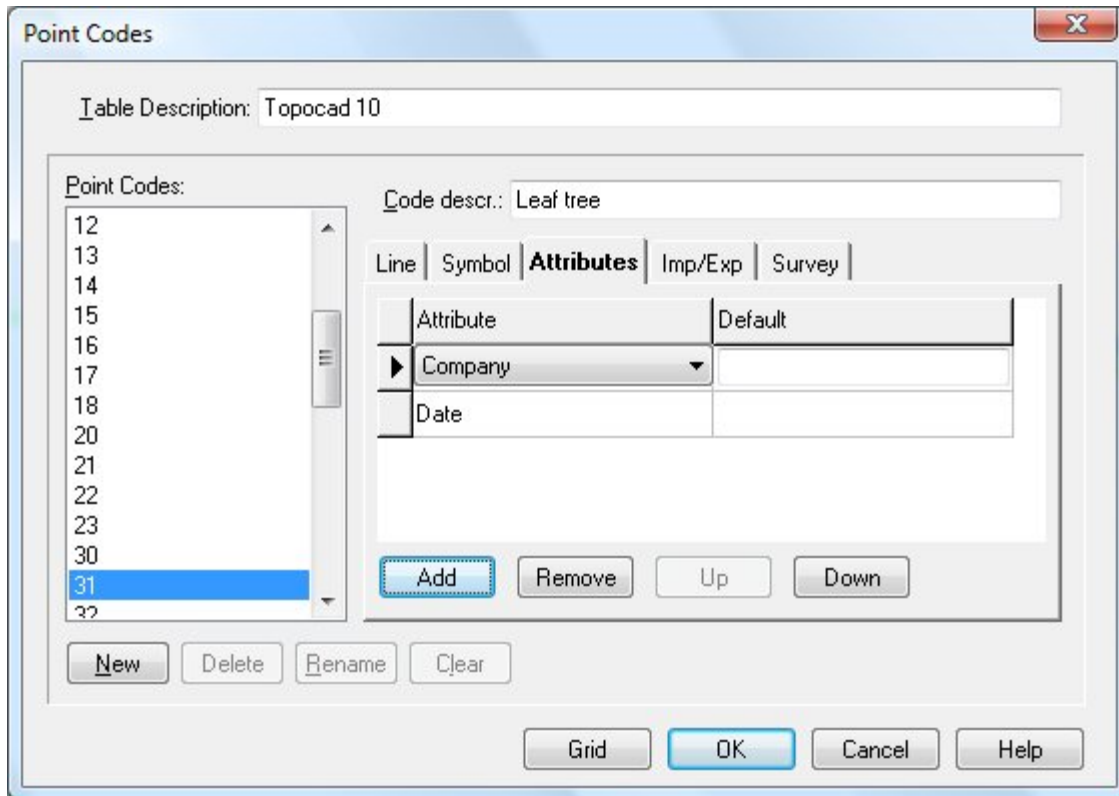 Point Codes
Table Description: Topocad 10
Point Codes:
12
13
14
15
16
17
18
20
21
22
23
30
31
32
Code descr.: Leaf tree
Line Symbol Attributes Imp/Exp Survey
Attribute Default
Company
Date
Add Remove Up Down
New Delete Rename Clear
Grid OK Cancel Help